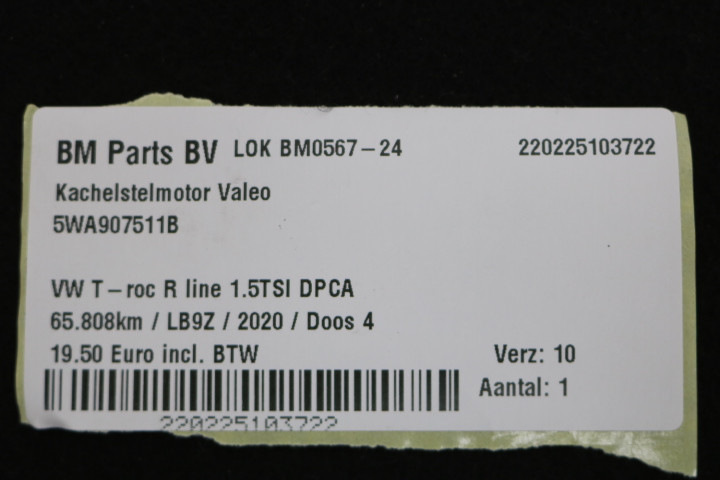 BM Parts BV LOK BM0567-24 220225103722
Kachelstelmotor Valeo
5WA907511B
VW T-roc R line 1.5TSI DPCA
65.808km / LB9Z / 2020 / Doos 4
19.50 Euro incl. BTW Verz: 10
Aantal: 1
220225103722